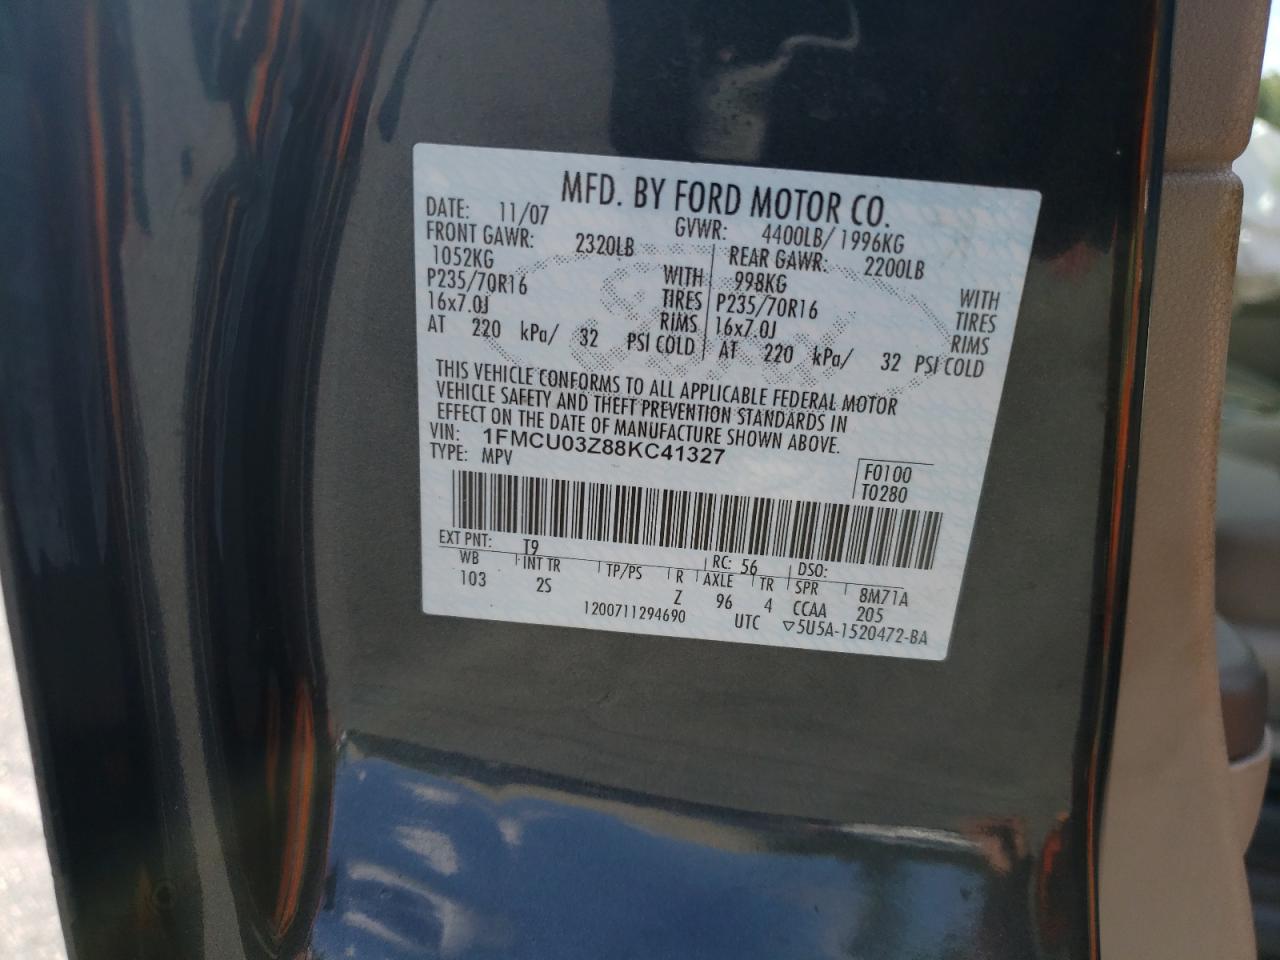 MFD. BY FORD MOTOR CO.
DATE: 11/07 GVWR: 4400LB/1996KG
FRONT GAWR: 2320LB REAR GAWR: 2200LB
1052KG WITH 998KG WITH
P235/70R16 TIRES P235/70R16 TIRES
16x7.0J RIMS 16x7.0J RIMS
AT 220 kPa/ 32 PSI COLD AT 220 kPa/ 32 PSI COLD
THIS VEHICLE CONFORMS TO ALL APPLICABLE FEDERAL MOTOR
VEHICLE SAFETY AND THEFT PREVENTION STANDARDS IN
EFFECT ON THE DATE OF MANUFACTURE SHOWN ABOVE.
VIN: 1FMCU03Z88KC41327
TYPE: MPV
F0100
T0280
EXT PNT: T9 RC: 56 DSO:
WB INT TR TP/PS R AXLE TR SPR 8M71A
103 2S Z 96 4 CCAA 205
1200711294690 UTC ▽5U5A-1520472-BA